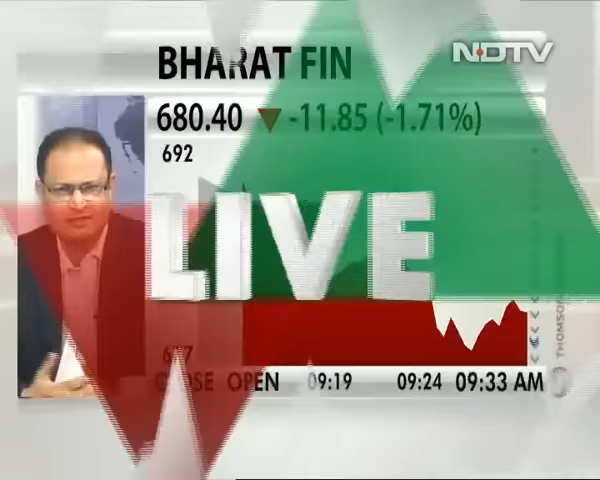 BHARAT FIN
NDTV
680.40 -11.85 (-1.71%)
692
LIVE
OPEN 09:19 09:24 09:33 AM